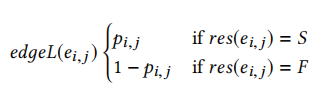 edgeL(e_{i,j}) { p_{i,j} if res(e_{i,j}) = S
1 − p_{i,j} if res(e_{i,j}) = F